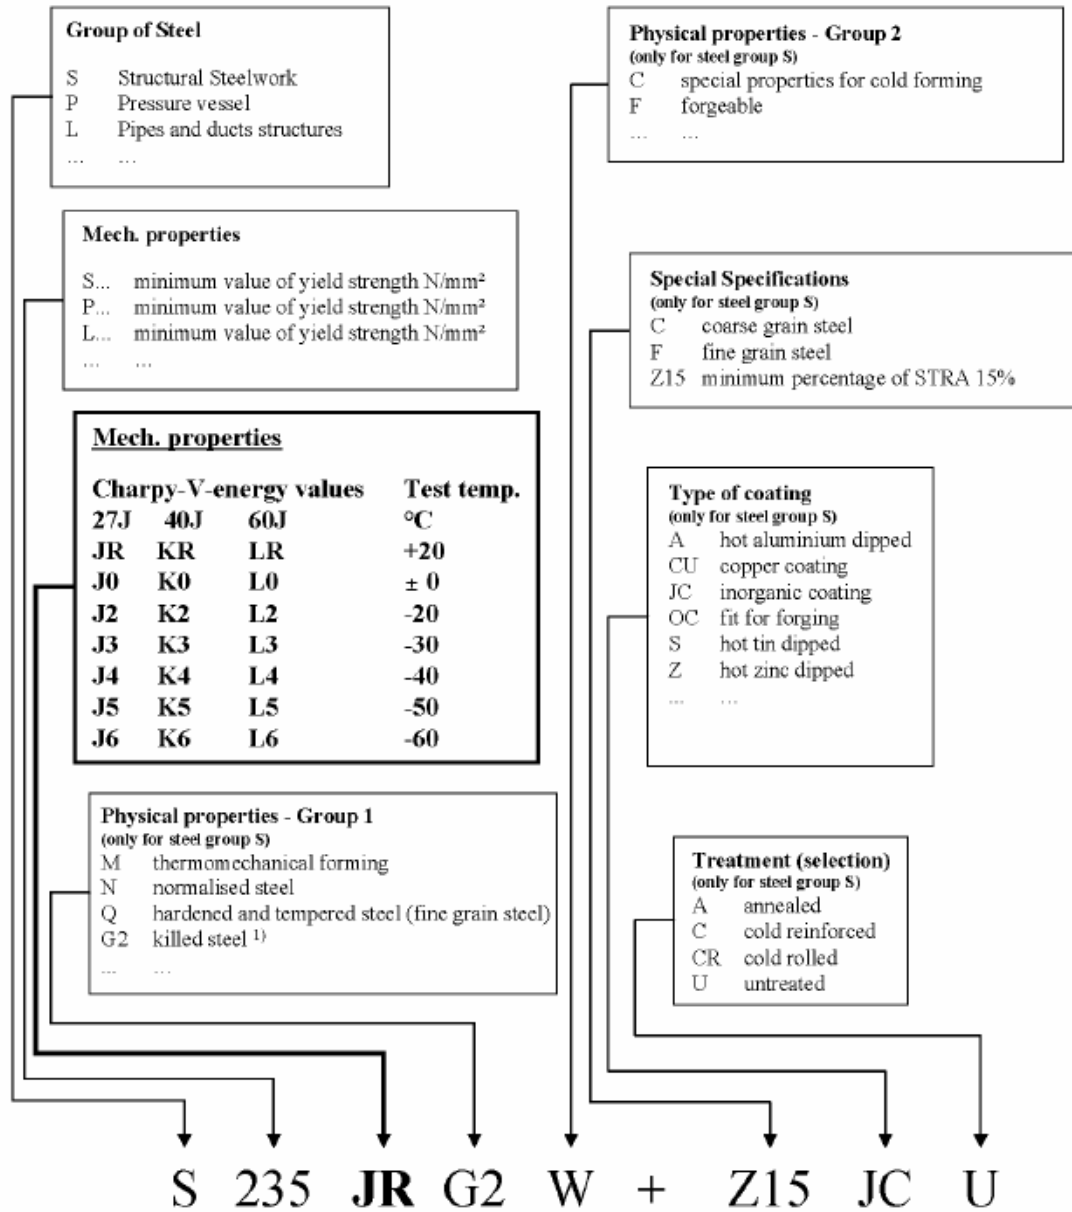 Group of Steel
S Structural Steelwork
P Pressure vessel
L Pipes and ducts structures
... ...
Mech. properties
S... minimum value of yield strength N/mm²
P... minimum value of yield strength N/mm²
L... minimum value of yield strength N/mm²
... ...
Mech. properties
Charpy-V-energy values Test temp.
27J 40J 60J °C
JR KR LR +20
J0 K0 L0 ± 0
J2 K2 L2 -20
J3 K3 L3 -30
J4 K4 L4 -40
J5 K5 L5 -50
J6 K6 L6 -60
Physical properties - Group 1
(only for steel group S)
M thermomechanical forming
N normalised steel
Q hardened and tempered steel (fine grain steel)
G2 killed steel ¹⁾
... ...
Physical properties - Group 2
(only for steel group S)
C special properties for cold forming
F forgeable
... ...
Special Specifications
(only for steel group S)
C coarse grain steel
F fine grain steel
Z15 minimum percentage of STRA 15%
Type of coating
(only for steel group S)
A hot aluminium dipped
CU copper coating
JC inorganic coating
OC fit for forging
S hot tin dipped
Z hot zinc dipped
... ...
Treatment (selection)
(only for steel group S)
A annealed
C cold reinforced
CR cold rolled
U untreated
S 235 JR G2 W + Z15 JC U